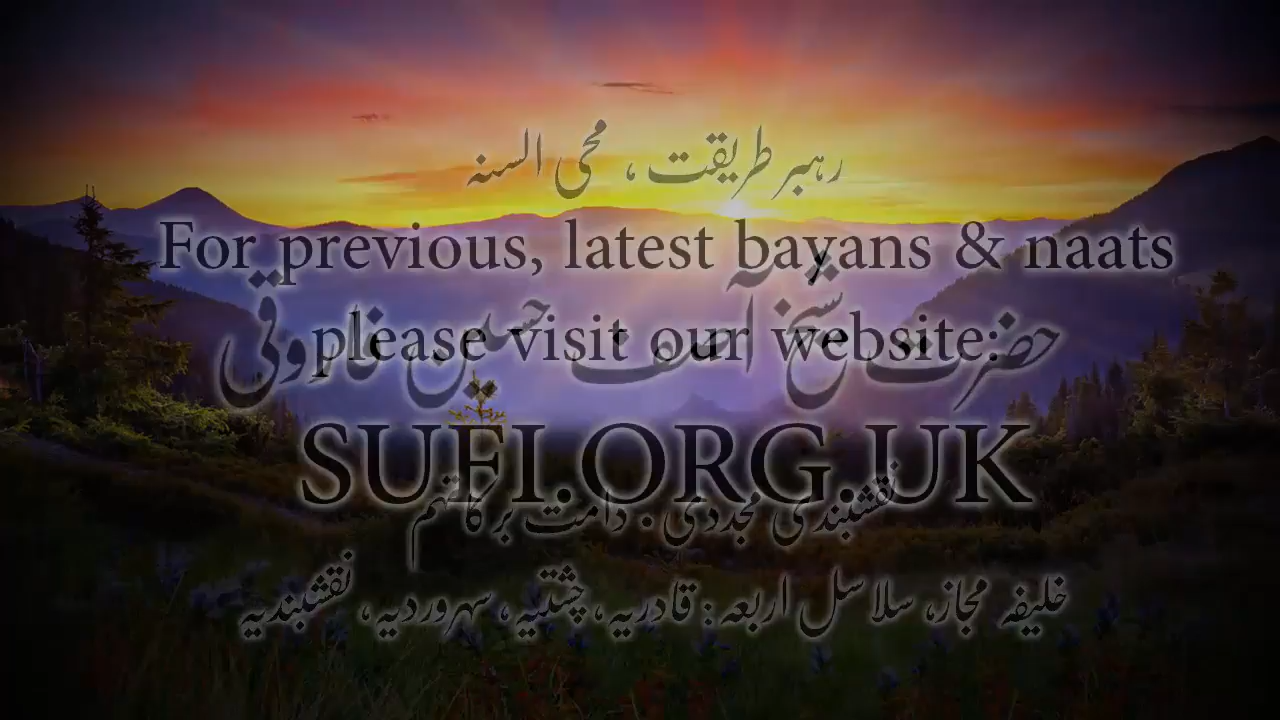 رہبر طریقت، محی السنہ
For previous, latest bayans & naats
حضرت شیخ آصف حسین فاروقی
please visit our website:
SUFI.ORG.UK
نقشبندی مجددی۔ دامت برکاتہم
خلیفہ مجاز، سلاسل اربعہ: قادریہ، چشتیہ، سہروردیہ، نقشبندیہ